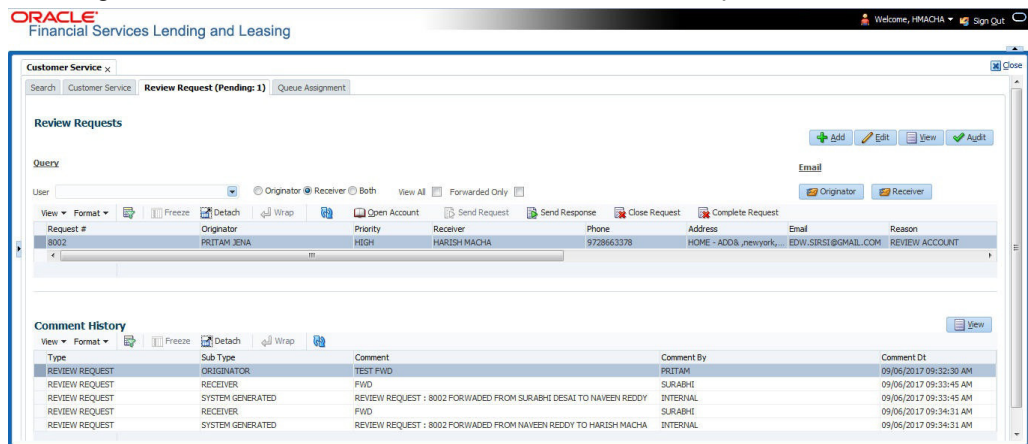 ORACLE
Welcome, HMACHA Sign Out
Financial Services Lending and Leasing
Customer Service x
Close
Search Customer Service Review Request (Pending: 1) Queue Assignment
Review Requests
Add Edit View Audit
Query
Email
User Originator Receiver Both View All Forwarded Only Originator Receiver
View Format Freeze Detach Wrap Open Account Send Request Send Response Close Request Complete Request
Request # Originator Priority Receiver Phone Address Email Reason
8002 PRITAM JENA HIGH HARISH MACHA 9728663378 HOME - ADD& ,newyork,... EDW.SIRSI@GMAIL.COM REVIEW ACCOUNT
Comment History
View
View Format Freeze Detach Wrap
Type Sub Type Comment Comment By Comment Dt
REVIEW REQUEST ORIGINATOR TEST FWD PRITAM 09/06/2017 09:32:30 AM
REVIEW REQUEST RECEIVER FWD SURABHI 09/06/2017 09:33:45 AM
REVIEW REQUEST SYSTEM GENERATED REVIEW REQUEST : 8002 FORWADED FROM SURABHI DESAI TO NAVEEN REDDY INTERNAL 09/06/2017 09:33:45 AM
REVIEW REQUEST RECEIVER FWD SURABHI 09/06/2017 09:34:31 AM
REVIEW REQUEST SYSTEM GENERATED REVIEW REQUEST : 8002 FORWADED FROM NAVEEN REDDY TO HARISH MACHA INTERNAL 09/06/2017 09:34:31 AM